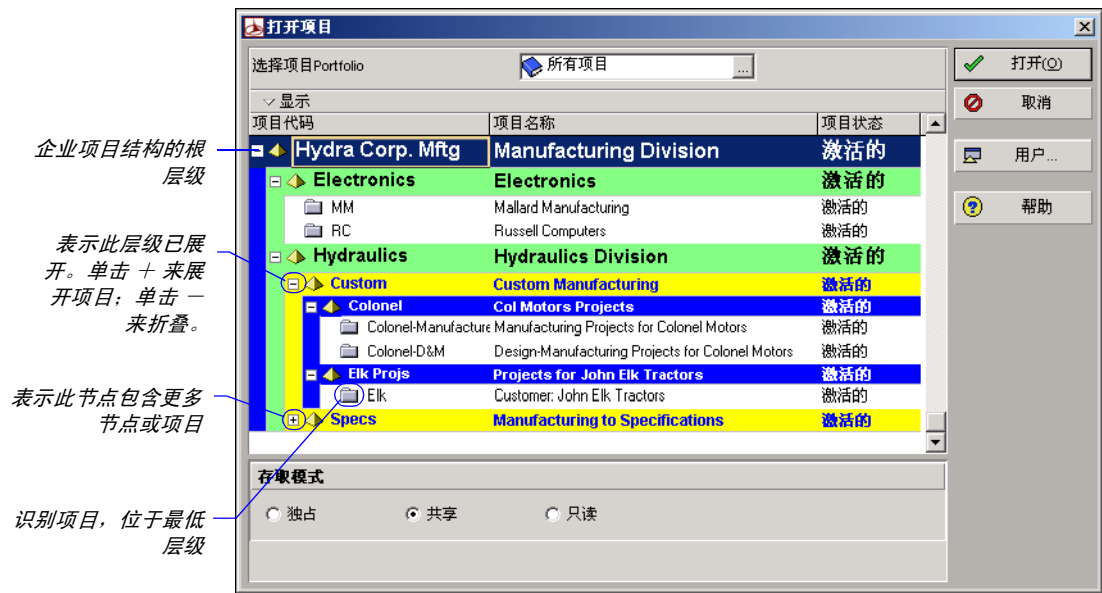 打开项目
选择项目Portfolio
所有项目
...
打开(O)
取消
用户...
帮助
显示
项目代码 项目名称 项目状态
Hydra Corp. Mftg Manufacturing Division 激活的
Electronics Electronics 激活的
MM Mallard Manufacturing 激活的
RC Russell Computers 激活的
Hydraulics Hydraulics Division 激活的
Custom Custom Manufacturing 激活的
Colonel Col Motors Projects 激活的
Colonel-Manufacture Manufacturing Projects for Colonel Motors 激活的
Colonel-D&M Design-Manufacturing Projects for Colonel Motors 激活的
Elk Projs Projects for John Elk Tractors 激活的
Elk Customer: John Elk Tractors 激活的
Specs Manufacturing to Specifications 激活的
存取模式
独占 共享 只读
企业项目结构的根
层级
表示此层级已展
开。单击 + 来展
开项目；单击 —
来折叠。
表示此节点包含更多
节点或项目
识别项目，位于最低
层级